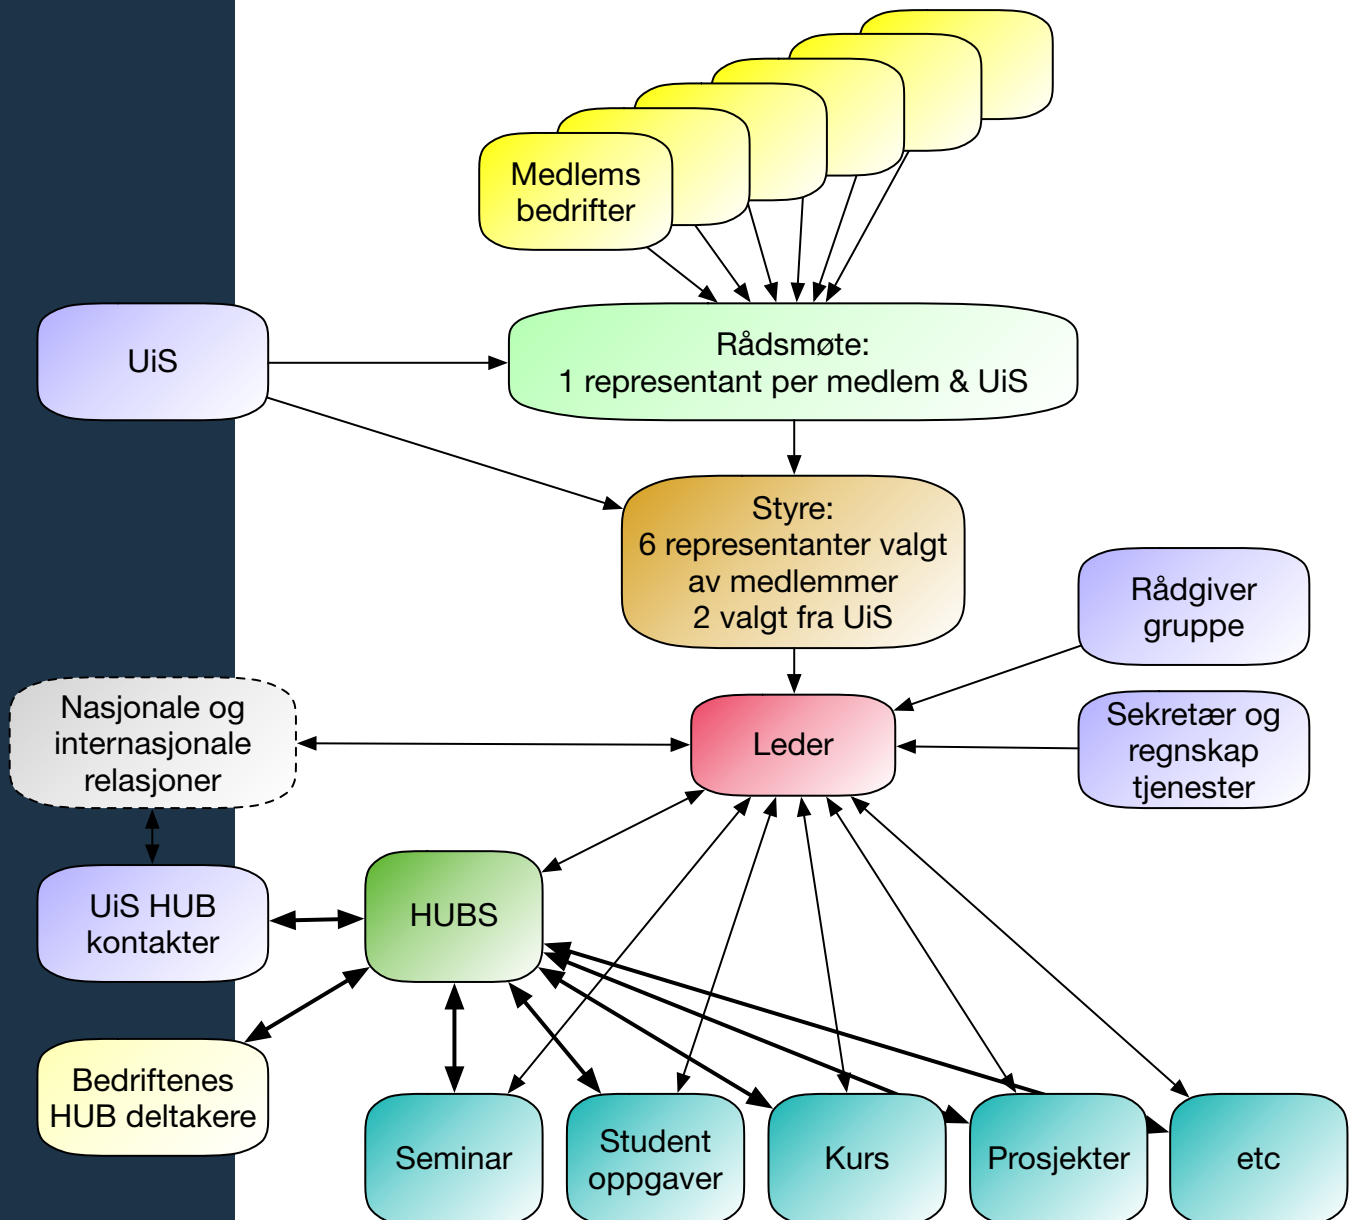 Medlems
bedrifter
UiS
Rådsmøte:
1 representant per medlem & UiS
Styre:
6 representanter valgt
av medlemmer
2 valgt fra UiS
Rådgiver
gruppe
Nasjonale og
internasjonale
relasjoner
Leder
Sekretær og
regnskap
tjenester
UiS HUB
kontakter
HUBS
Bedriftenes
HUB deltakere
Seminar
Student
oppgaver
Kurs
Prosjekter
etc